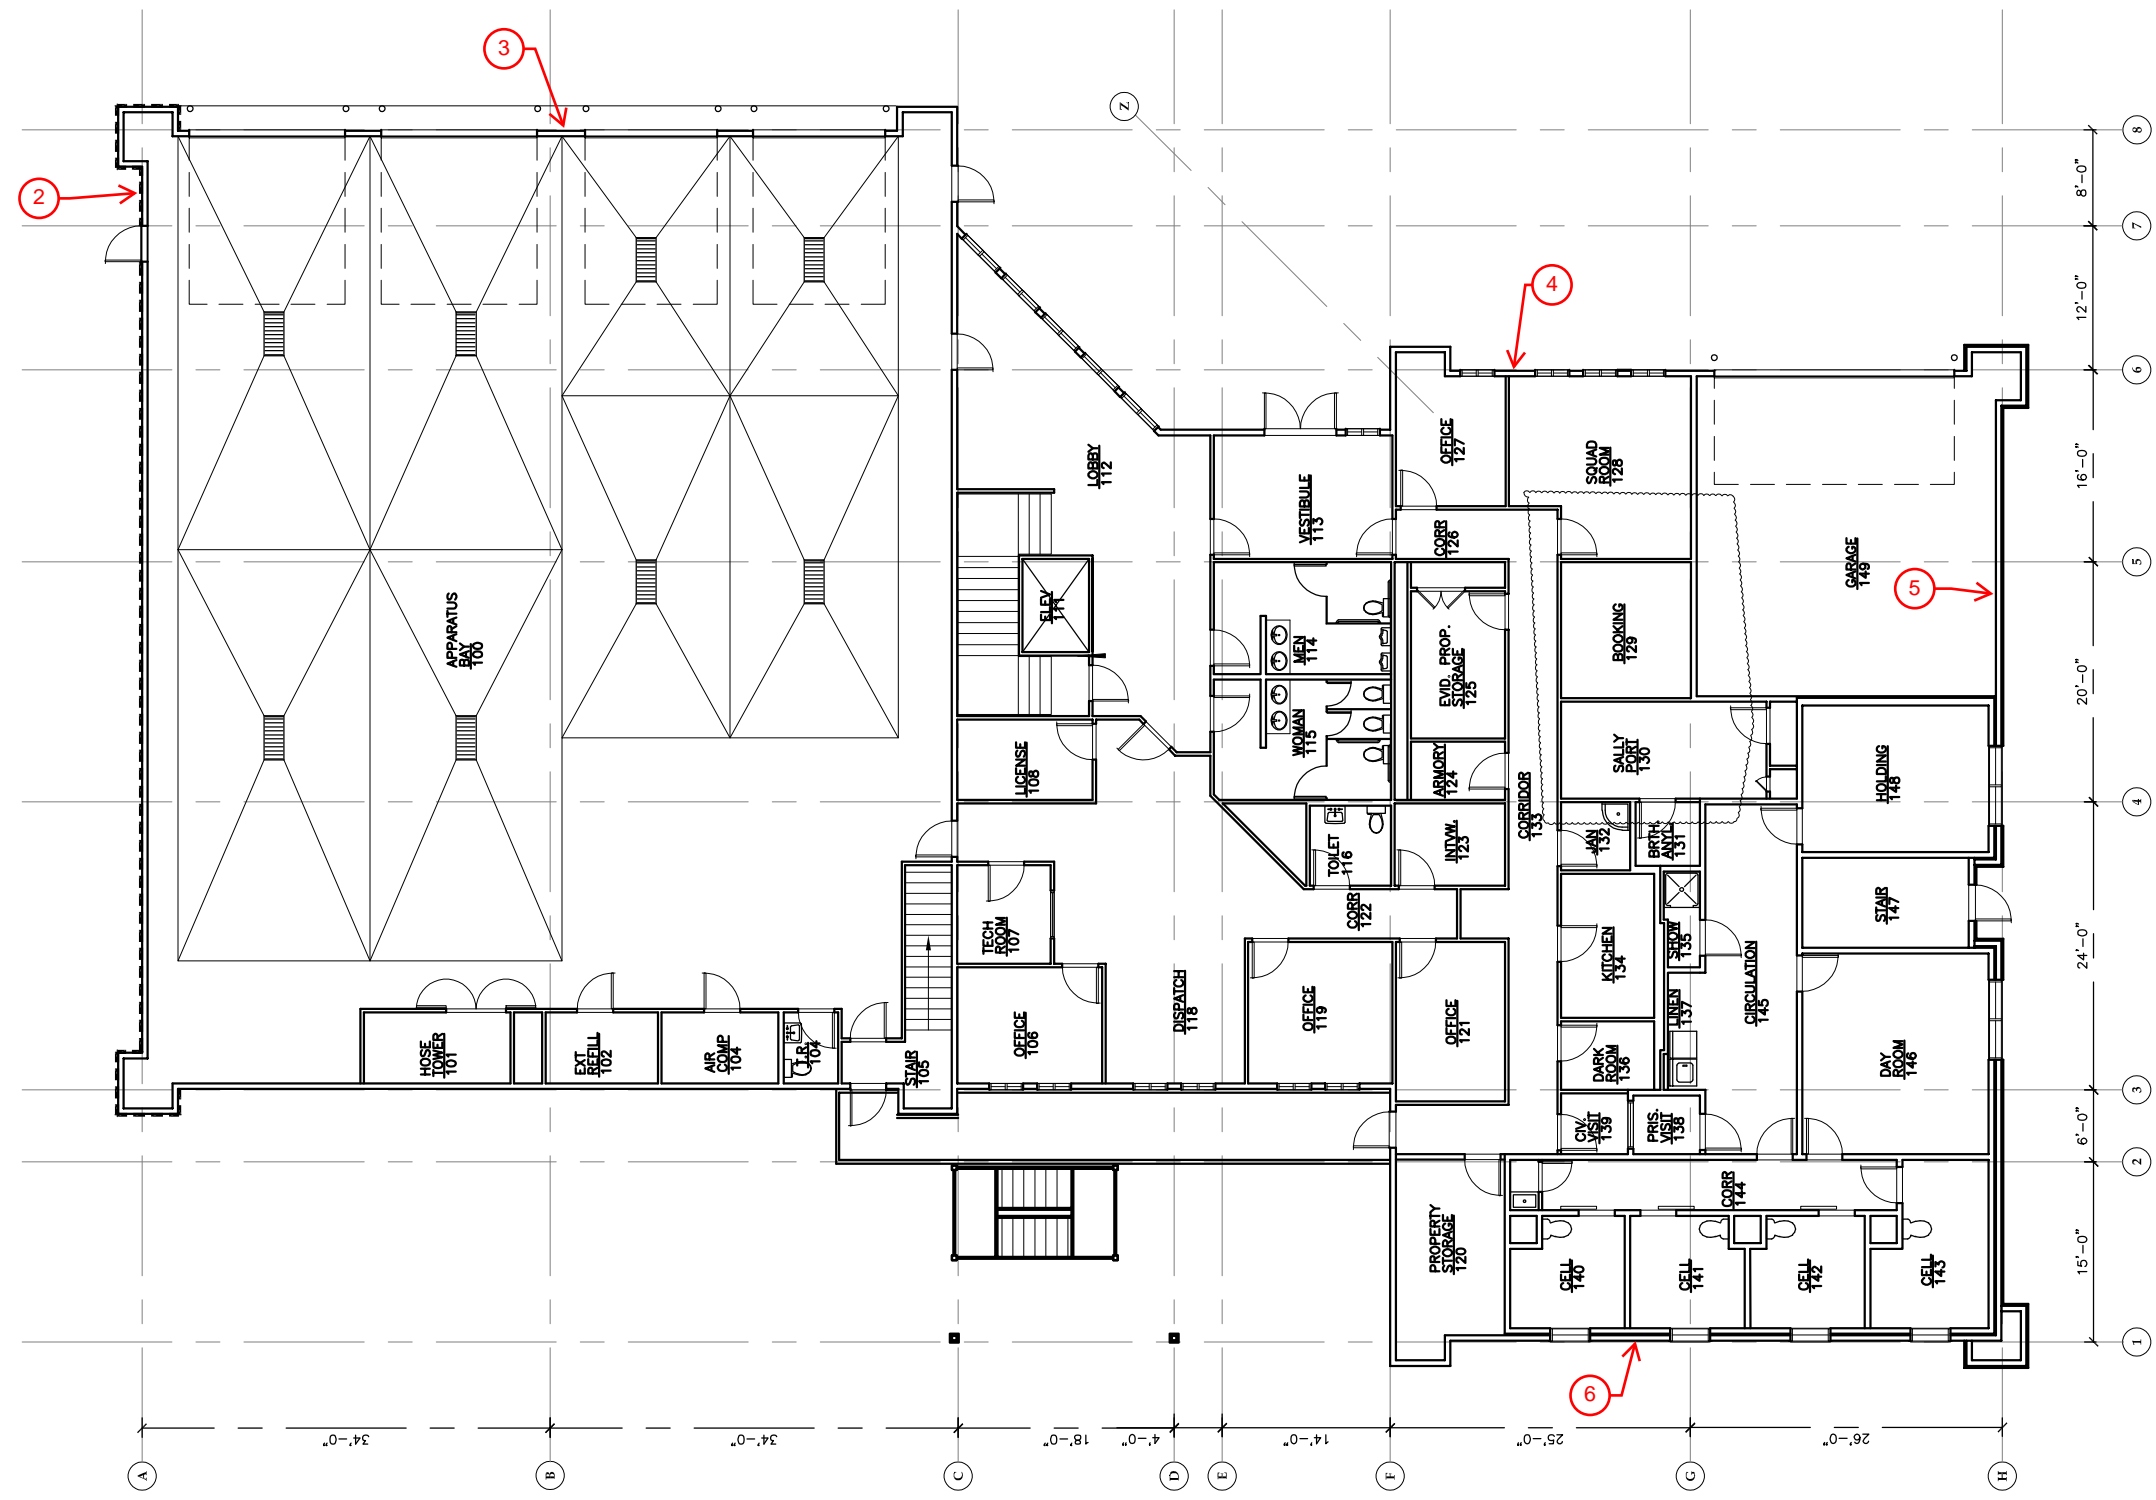 3
2
Z
4
5
6
8
7
6
5
4
3
2
1
8'-0"
12'-0"
16'-0"
20'-0"
24'-0"
6'-0"
15'-0"
A
B
C
D
E
F
G
H
34'-0"
34'-0"
18'-0"
4'-0"
14'-0"
25'-0"
26'-0"
APPARATUS
BAY
100
HOSE
TOWER
101
EXT
REFILL
102
AIR
COMP
104
T.R.
104
STAIR
105
OFFICE
106
TECH
ROOM
107
LICENSE
108
ELEV
111
LOBBY
112
VESTIBULE
113
MEN
114
WOMAN
115
TOILET
116
DISPATCH
118
OFFICE
119
PROPERTY
STORAGE
120
OFFICE
121
CORR
122
INTVW.
123
ARMORY
124
EVID. PROP.
STORAGE
125
CORR
126
OFFICE
127
SQUAD
ROOM
128
BOOKING
129
SALLY
PORT
130
BRTH.
ANYL
131
JAN
132
CORRIDOR
133
KITCHEN
134
SHOW
135
DARK
ROOM
136
LINEN
137
PRIS.
VISIT
138
CIV.
VISIT
139
CELL
140
CELL
141
CELL
142
CELL
143
CORR
144
CIRCULATION
145
DAY
ROOM
146
STAIR
147
HOLDING
148
GARAGE
149